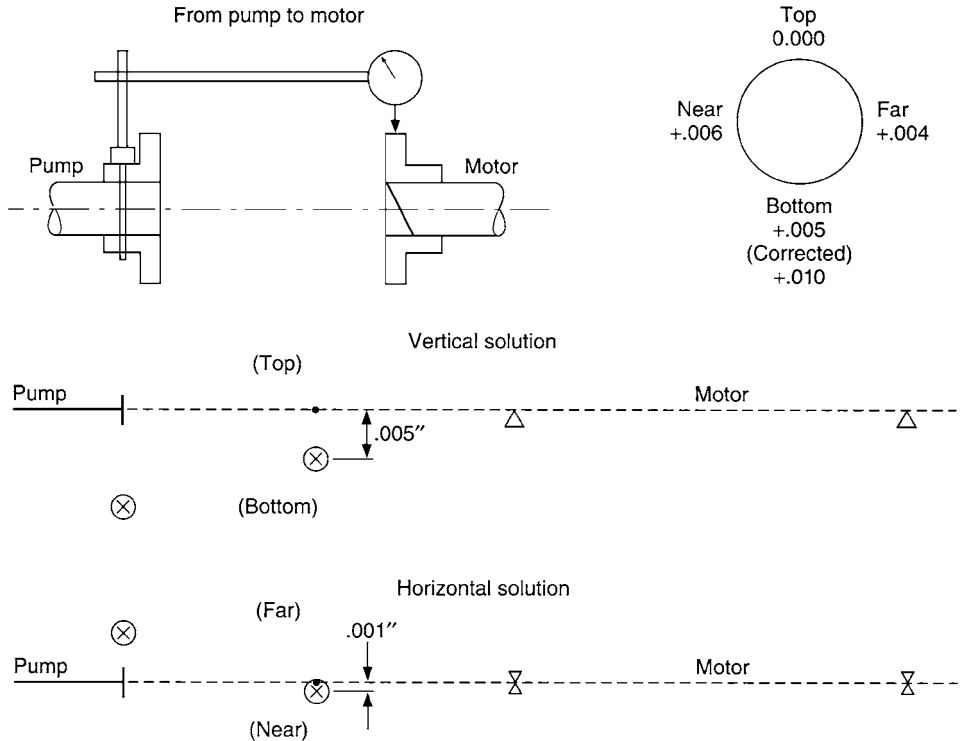 From pump to motor
Pump
Motor
Top
0.000
Near
+.006
Far
+.004
Bottom
+.005
(Corrected)
+.010
Vertical solution
(Top)
Pump
Motor
.005″
(Bottom)
Horizontal solution
(Far)
.001″
Pump
Motor
(Near)